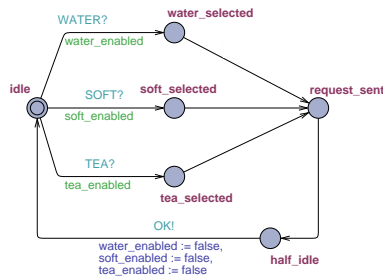 WATER?
water_selected
water_enabled
idle
SOFT?
soft_selected
request_sent
soft_enabled
TEA?
tea_enabled
tea_selected
OK!
half_idle
water_enabled := false,
soft_enabled := false,
tea_enabled := false